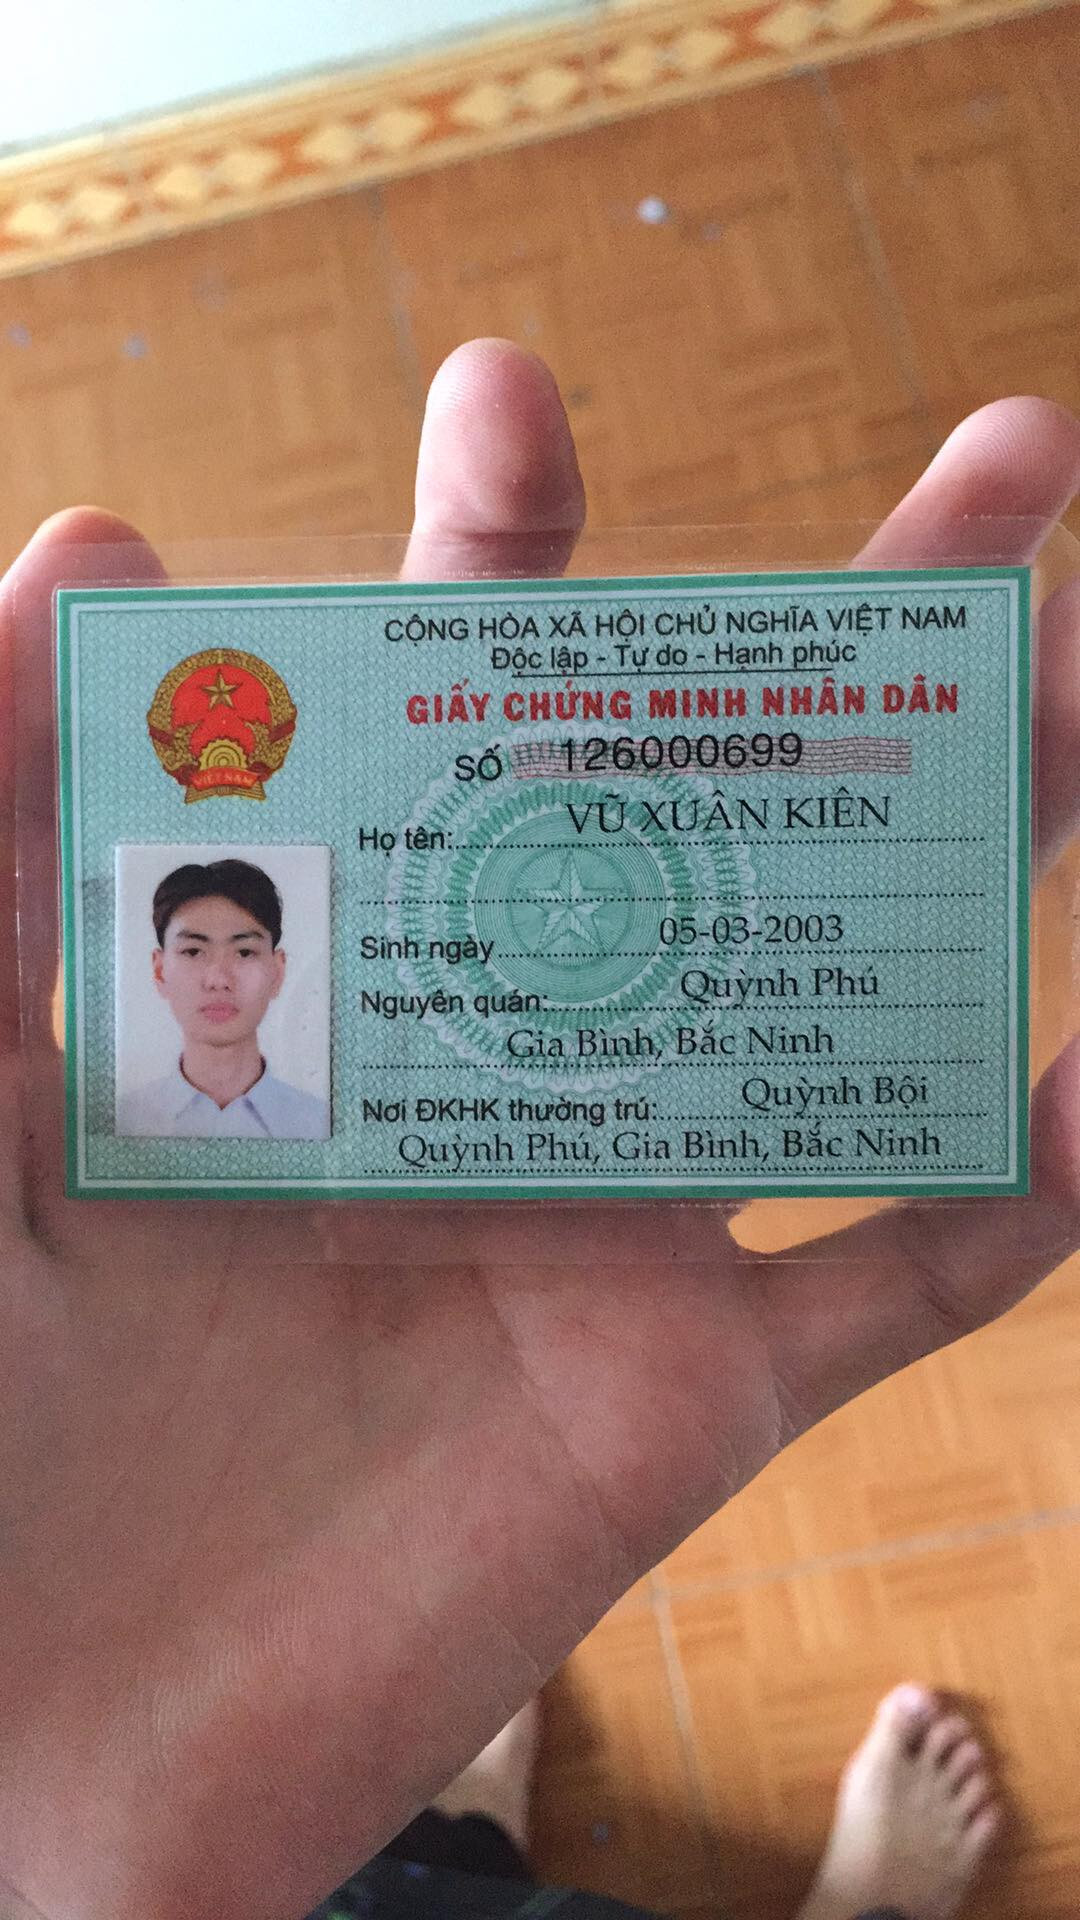 CỘNG HÒA XÃ HỘI CHỦ NGHĨA VIỆT NAM
Độc lập - Tự do - Hạnh phúc
GIẤY CHỨNG MINH NHÂN DÂN
SỐ 126000699
Họ tên: VŨ XUÂN KIÊN
Sinh ngày 05-03-2003
Nguyên quán: Quỳnh Phú
Gia Bình, Bắc Ninh
Nơi ĐKHK thường trú: Quỳnh Bội
Quỳnh Phú, Gia Bình, Bắc Ninh
VIỆT NAM